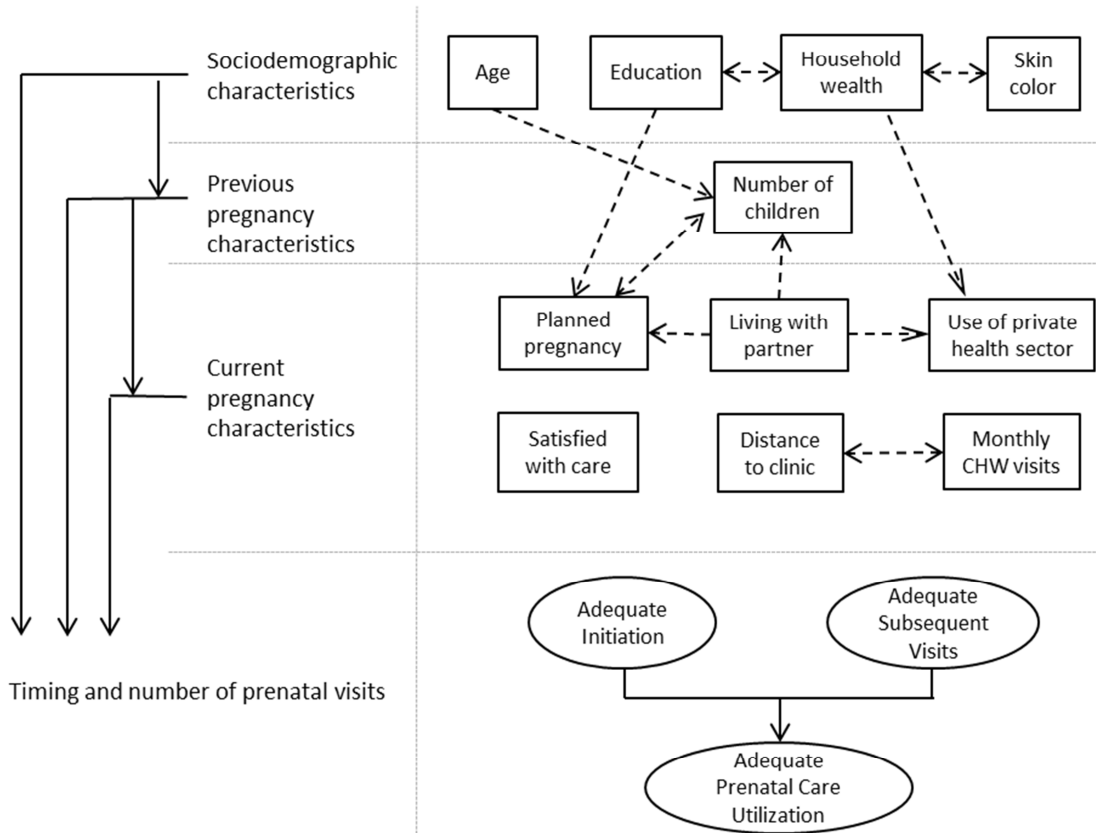 Sociodemographic
characteristics
Age
Education
Household
wealth
Skin
color
Previous
pregnancy
characteristics
Number of
children
Current
pregnancy
characteristics
Planned
pregnancy
Living with
partner
Use of private
health sector
Satisfied
with care
Distance
to clinic
Monthly
CHW visits
Timing and number of prenatal visits
Adequate
Initiation
Adequate
Subsequent
Visits
Adequate
Prenatal Care
Utilization